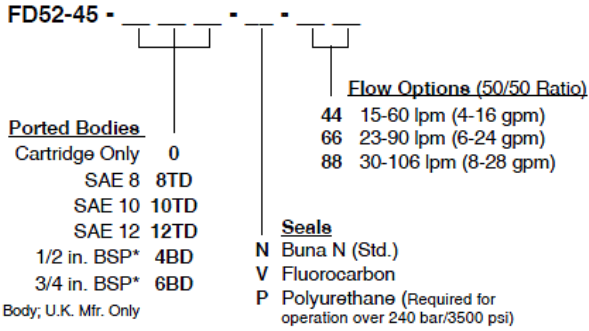 FD52-45 - __ __ __ - __ - __ __
Flow Options (50/50 Ratio)
44 15-60 lpm (4-16 gpm)
66 23-90 lpm (6-24 gpm)
88 30-106 lpm (8-28 gpm)
Ported Bodies
Cartridge Only 0
SAE 8 8TD
SAE 10 10TD
SAE 12 12TD
1/2 in. BSP* 4BD
3/4 in. BSP* 6BD
Body; U.K. Mfr. Only
Seals
N Buna N (Std.)
V Fluorocarbon
P Polyurethane (Required for
operation over 240 bar/3500 psi)